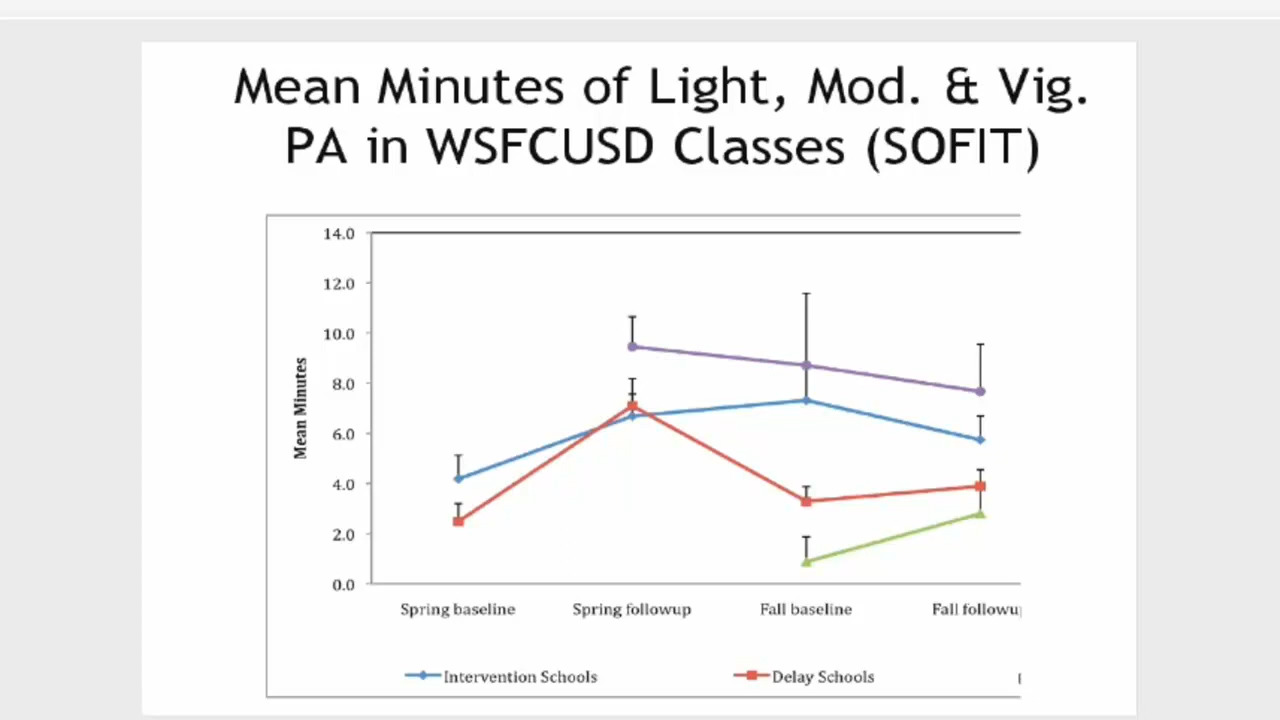 Mean Minutes of Light, Mod. & Vig.
PA in WSFCUSD Classes (SOFIT)
14.0
12.0
10.0
8.0
6.0
4.0
2.0
0.0
Mean Minutes
Spring baseline
Spring followup
Fall baseline
Fall followu
Intervention Schools
Delay Schools